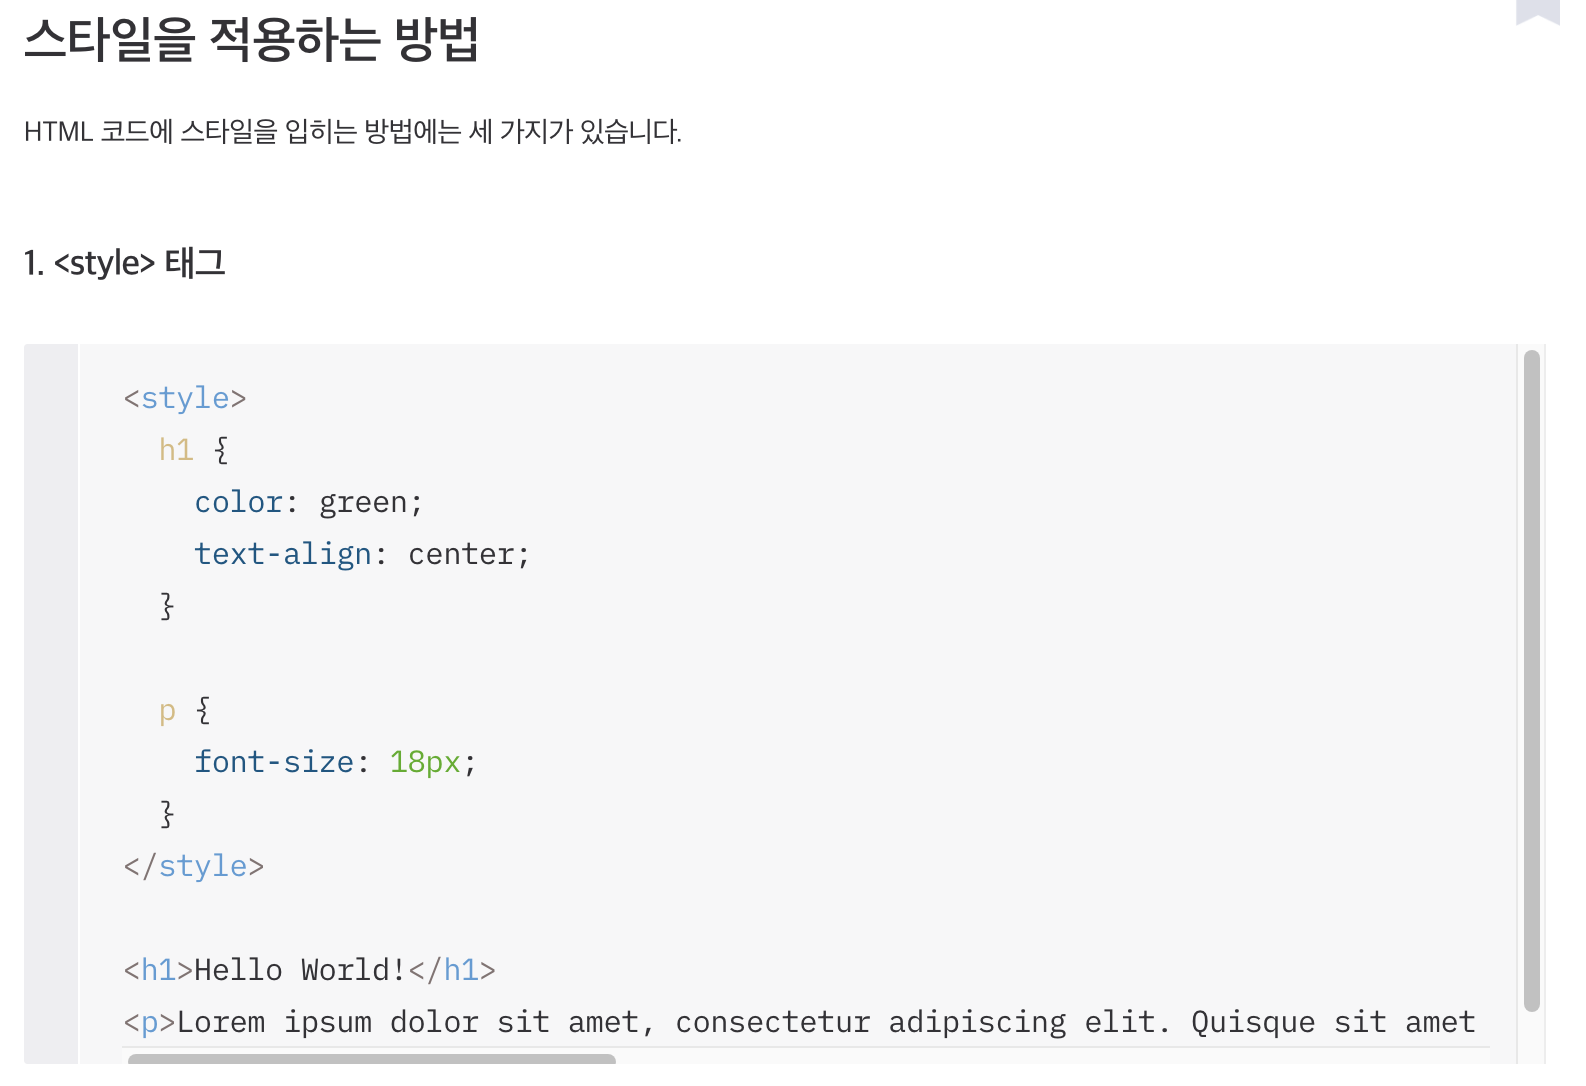 스타일을 적용하는 방법
HTML 코드에 스타일을 입히는 방법에는 세 가지가 있습니다.
1. <style> 태그
<style>
  h1 {
    color: green;
    text-align: center;
  }
  p {
    font-size: 18px;
  }
</style>
<h1>Hello World!</h1>
<p>Lorem ipsum dolor sit amet, consectetur adipiscing elit. Quisque sit amet